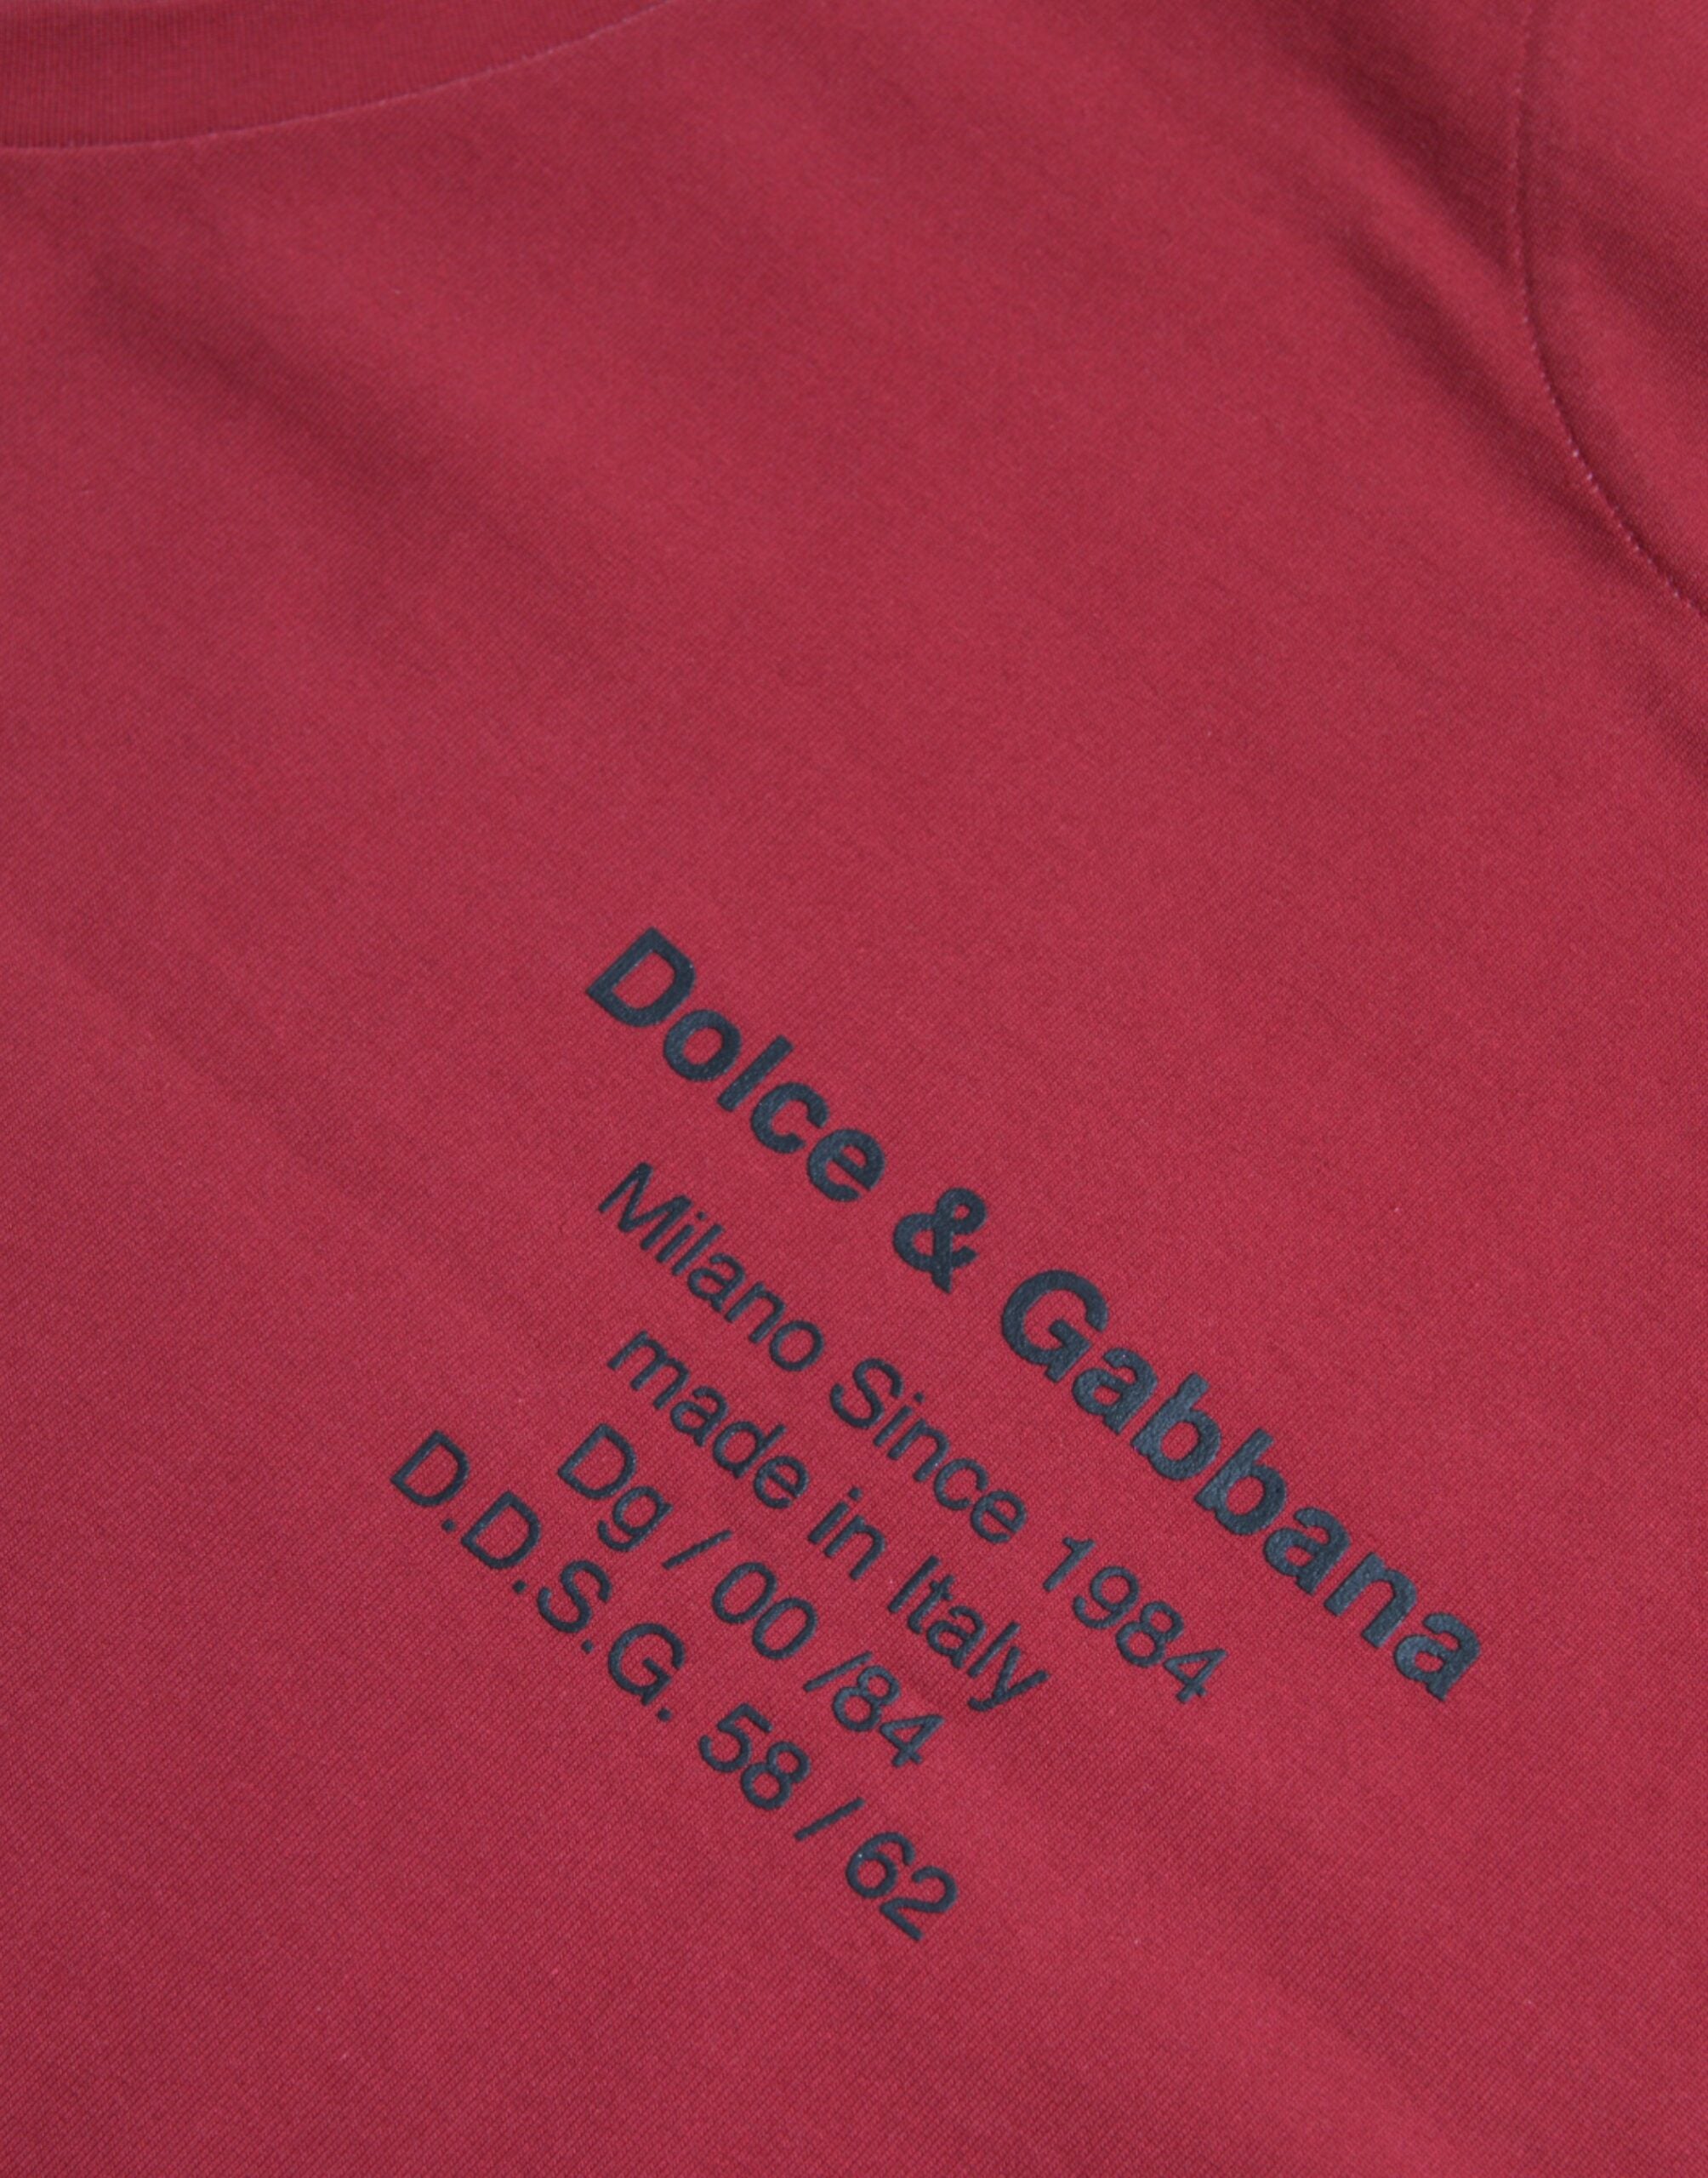 Dolce & Gabbana
Milano Since 1984
made in Italy
Dg / 00 /84
D.D.S.G. 58 / 62